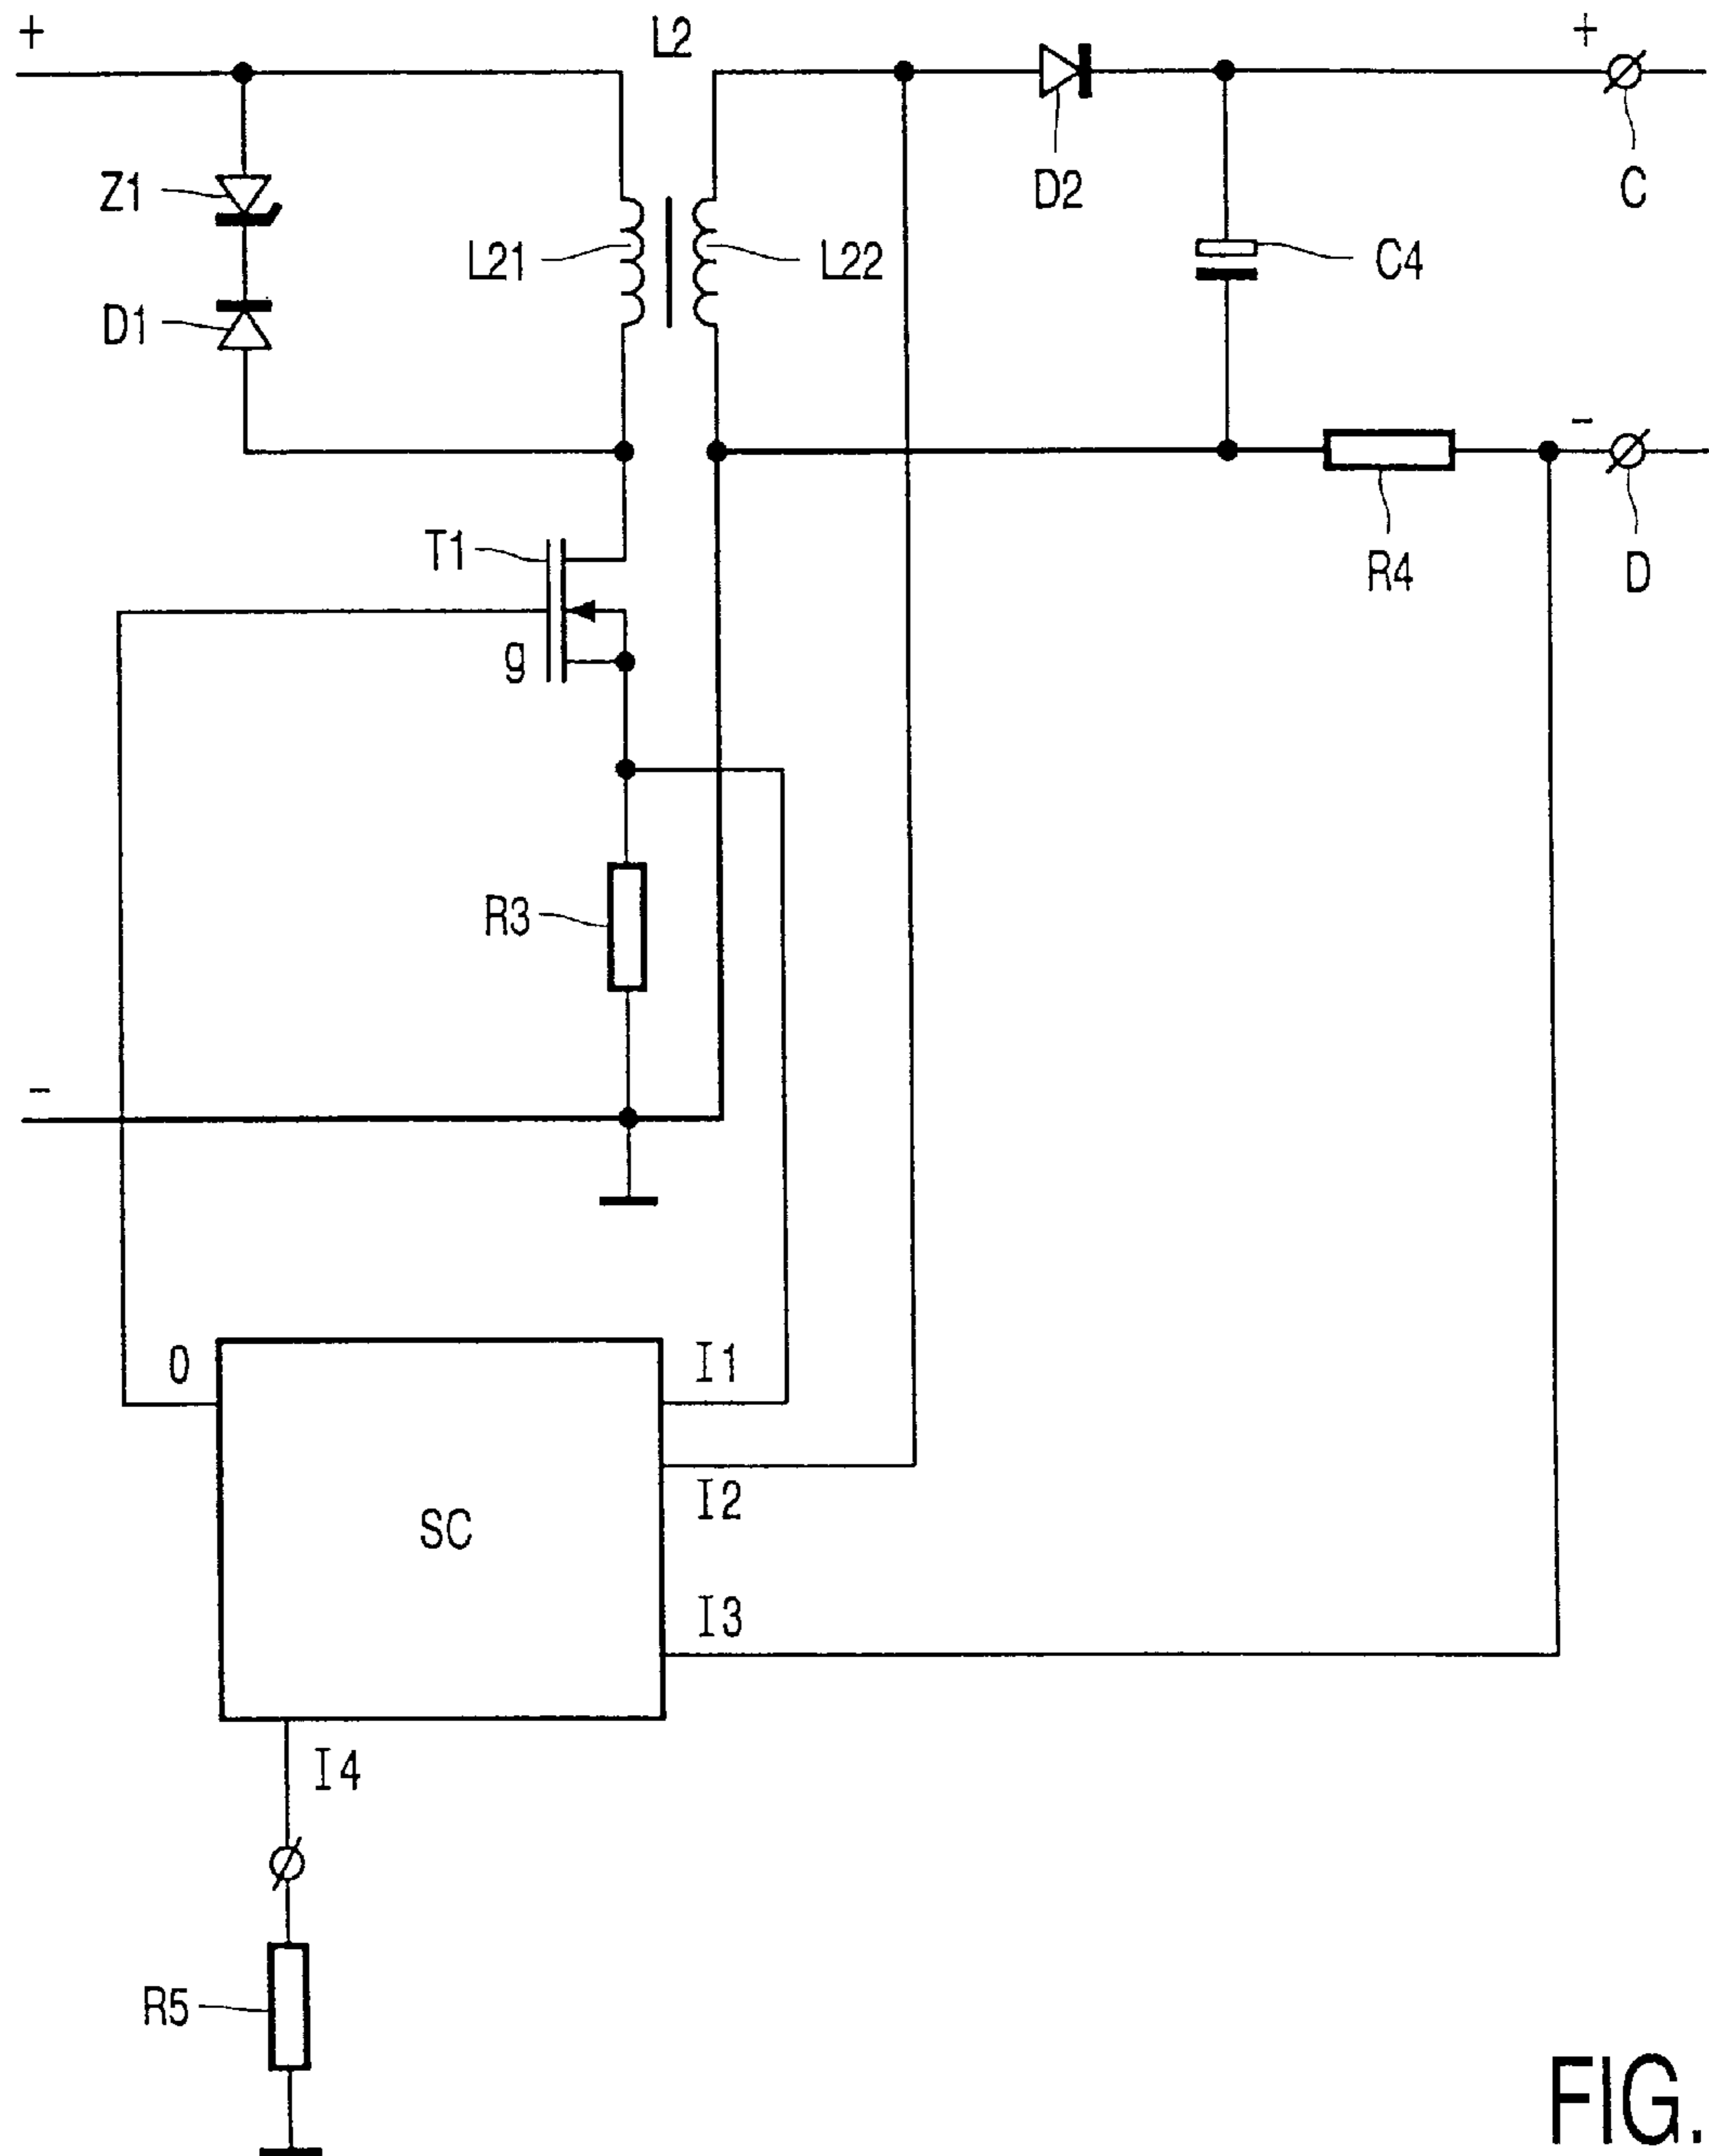 +
L2
+
Z1
D2
C
L21
L22
C4
D1
-
T1
R4
D
g
R3
-
0
I1
I2
SC
I3
I4
R5
FIG.